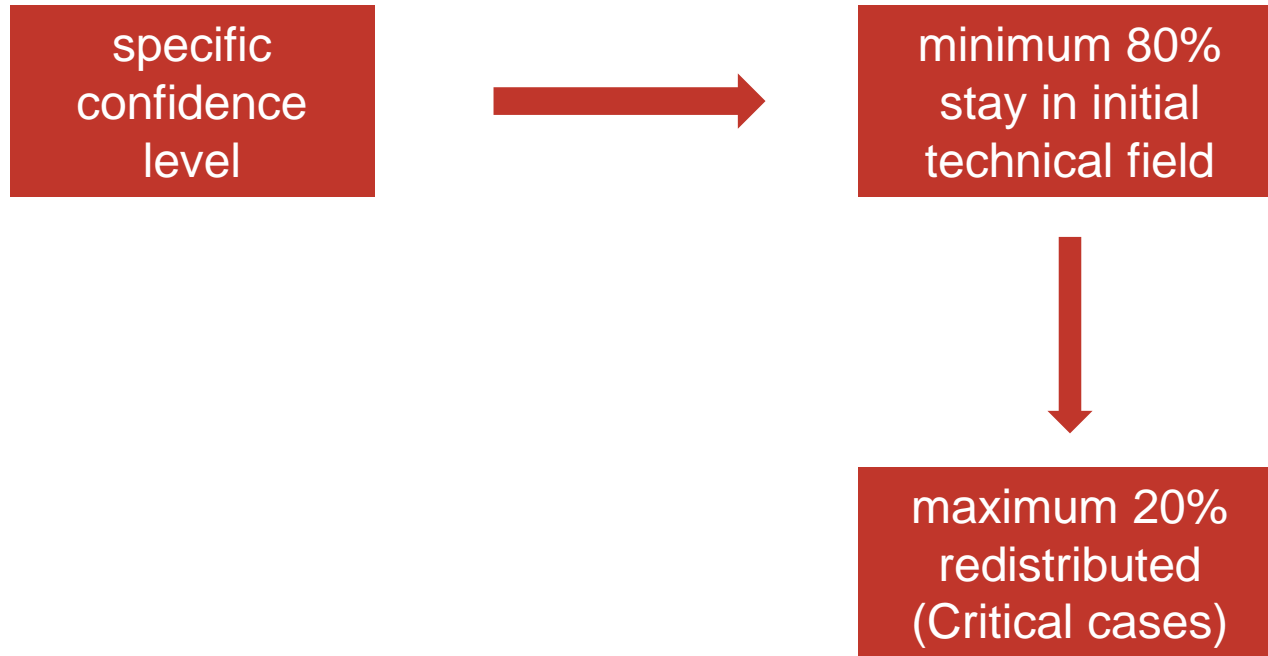 specific
confidence
level
minimum 80%
stay in initial
technical field
maximum 20%
redistributed
(Critical cases)